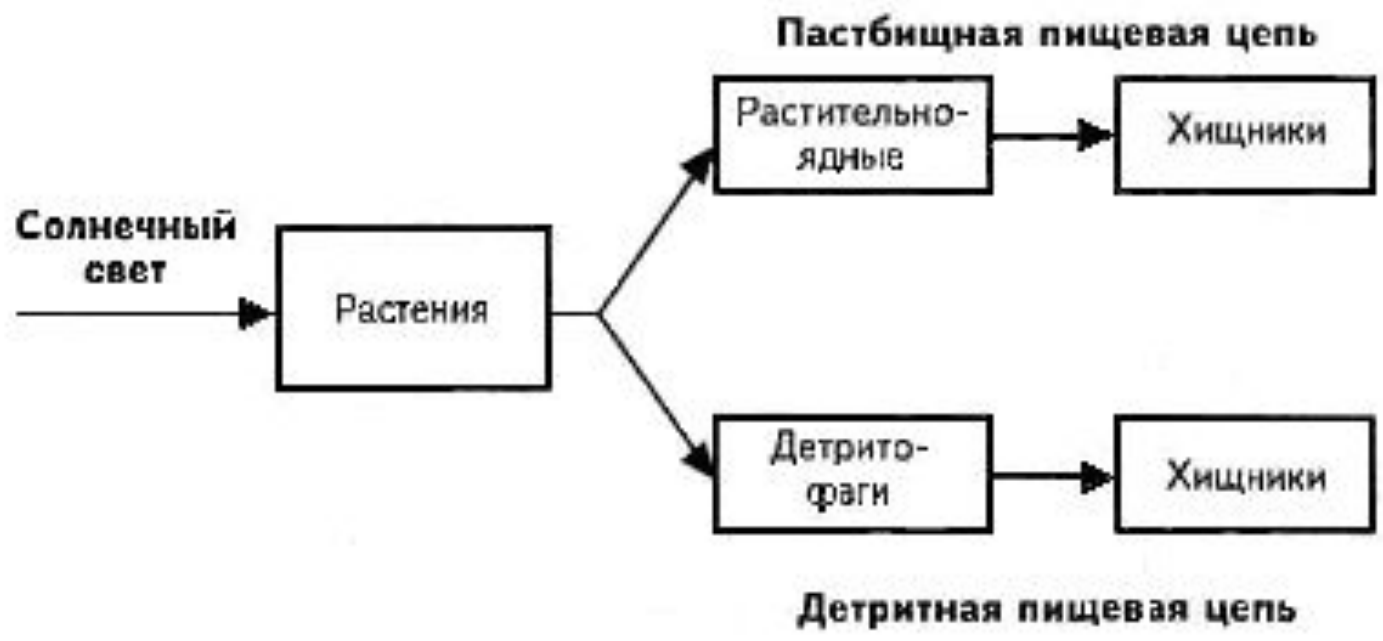 Пастбищная пищевая цепь
Растительно-
ядные
Хищники
Солнечный
свет
Растения
Детрито-
фаги
Хищники
Детритная пищевая цепь